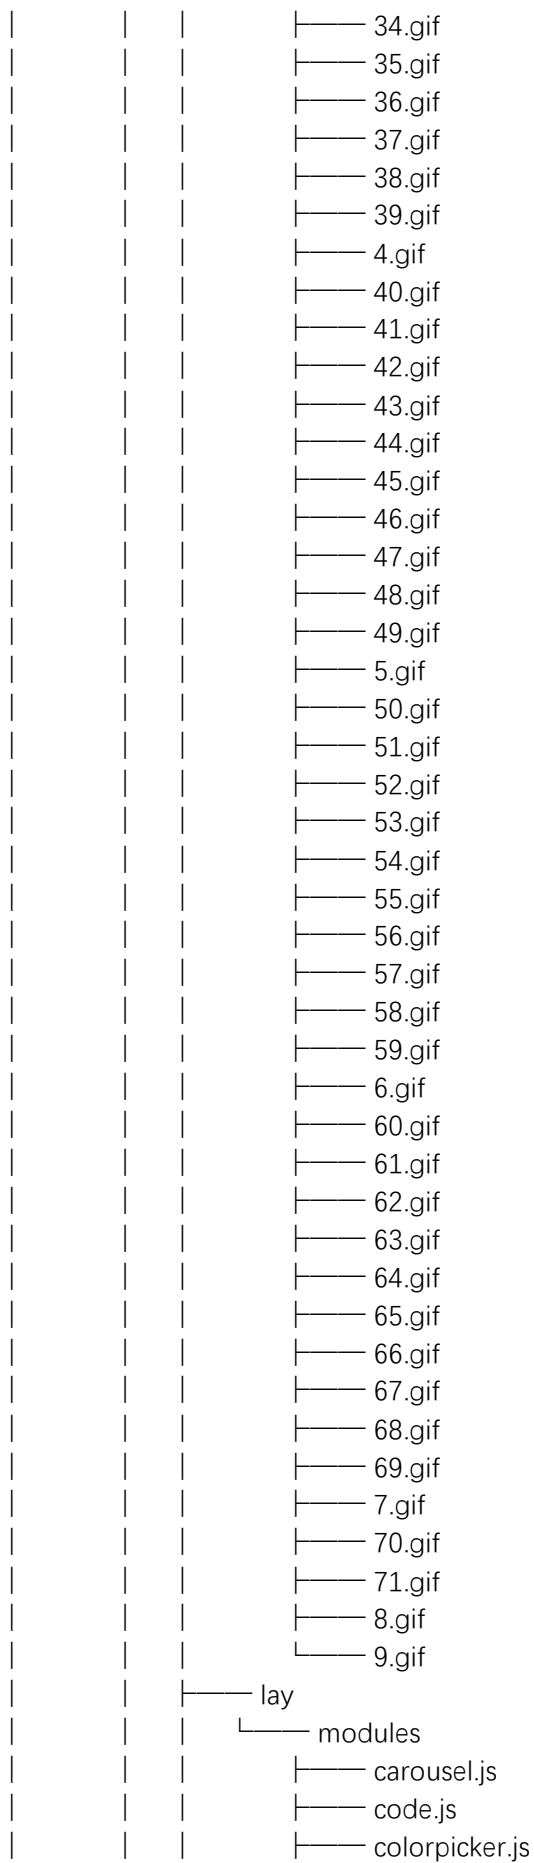 │ │ │ ├─── 34.gif
│ │ │ ├─── 35.gif
│ │ │ ├─── 36.gif
│ │ │ ├─── 37.gif
│ │ │ ├─── 38.gif
│ │ │ ├─── 39.gif
│ │ │ ├─── 4.gif
│ │ │ ├─── 40.gif
│ │ │ ├─── 41.gif
│ │ │ ├─── 42.gif
│ │ │ ├─── 43.gif
│ │ │ ├─── 44.gif
│ │ │ ├─── 45.gif
│ │ │ ├─── 46.gif
│ │ │ ├─── 47.gif
│ │ │ ├─── 48.gif
│ │ │ ├─── 49.gif
│ │ │ ├─── 5.gif
│ │ │ ├─── 50.gif
│ │ │ ├─── 51.gif
│ │ │ ├─── 52.gif
│ │ │ ├─── 53.gif
│ │ │ ├─── 54.gif
│ │ │ ├─── 55.gif
│ │ │ ├─── 56.gif
│ │ │ ├─── 57.gif
│ │ │ ├─── 58.gif
│ │ │ ├─── 59.gif
│ │ │ ├─── 6.gif
│ │ │ ├─── 60.gif
│ │ │ ├─── 61.gif
│ │ │ ├─── 62.gif
│ │ │ ├─── 63.gif
│ │ │ ├─── 64.gif
│ │ │ ├─── 65.gif
│ │ │ ├─── 66.gif
│ │ │ ├─── 67.gif
│ │ │ ├─── 68.gif
│ │ │ ├─── 69.gif
│ │ │ ├─── 7.gif
│ │ │ ├─── 70.gif
│ │ │ ├─── 71.gif
│ │ │ ├─── 8.gif
│ │ │ └─── 9.gif
│ │ ├─── lay
│ │ │ └─── modules
│ │ │ ├─── carousel.js
│ │ │ ├─── code.js
│ │ │ ├─── colorpicker.js